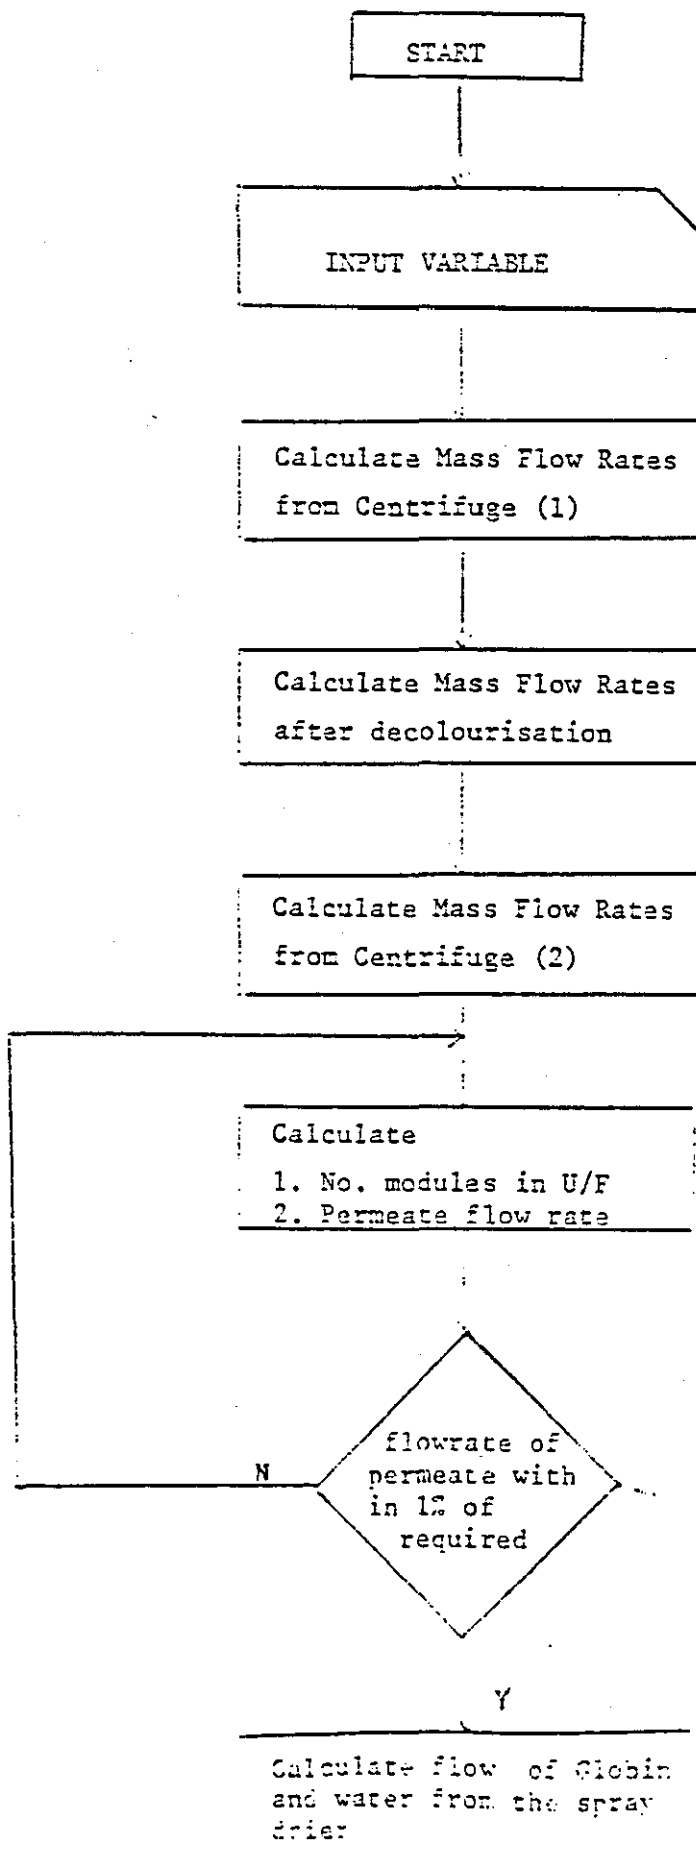 START
INPUT VARIABLE
Calculate Mass Flow Rates
from Centrifuge (1)
Calculate Mass Flow Rates
after decolourisation
Calculate Mass Flow Rates
from Centrifuge (2)
Calculate
1. No. modules in U/F
2. Permeate flow rate
flowrate of
permeate with
in 1% of
required
N
Y
Calculate flow of Globin
and water from the spray
drier